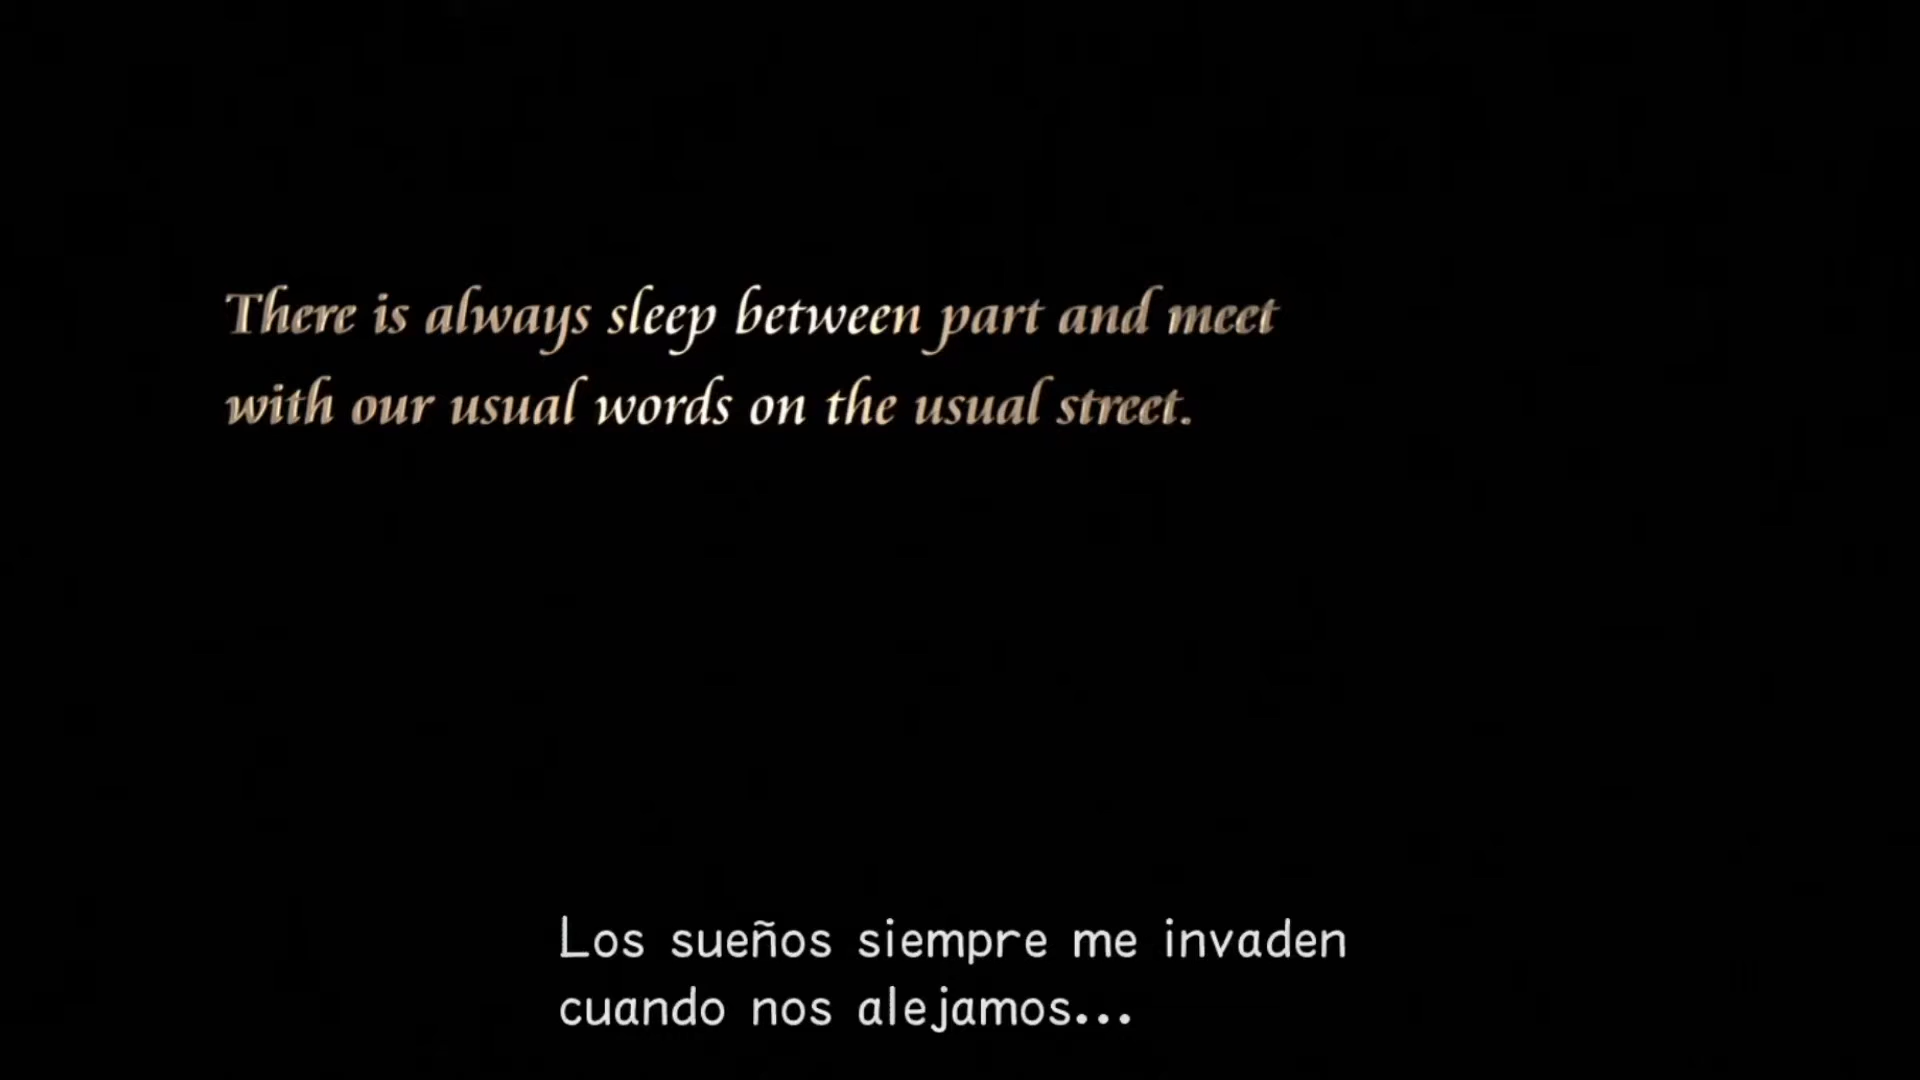 There is always sleep between part and meet
with our usual words on the usual street.
Los sueños siempre me invaden
cuando nos alejamos...